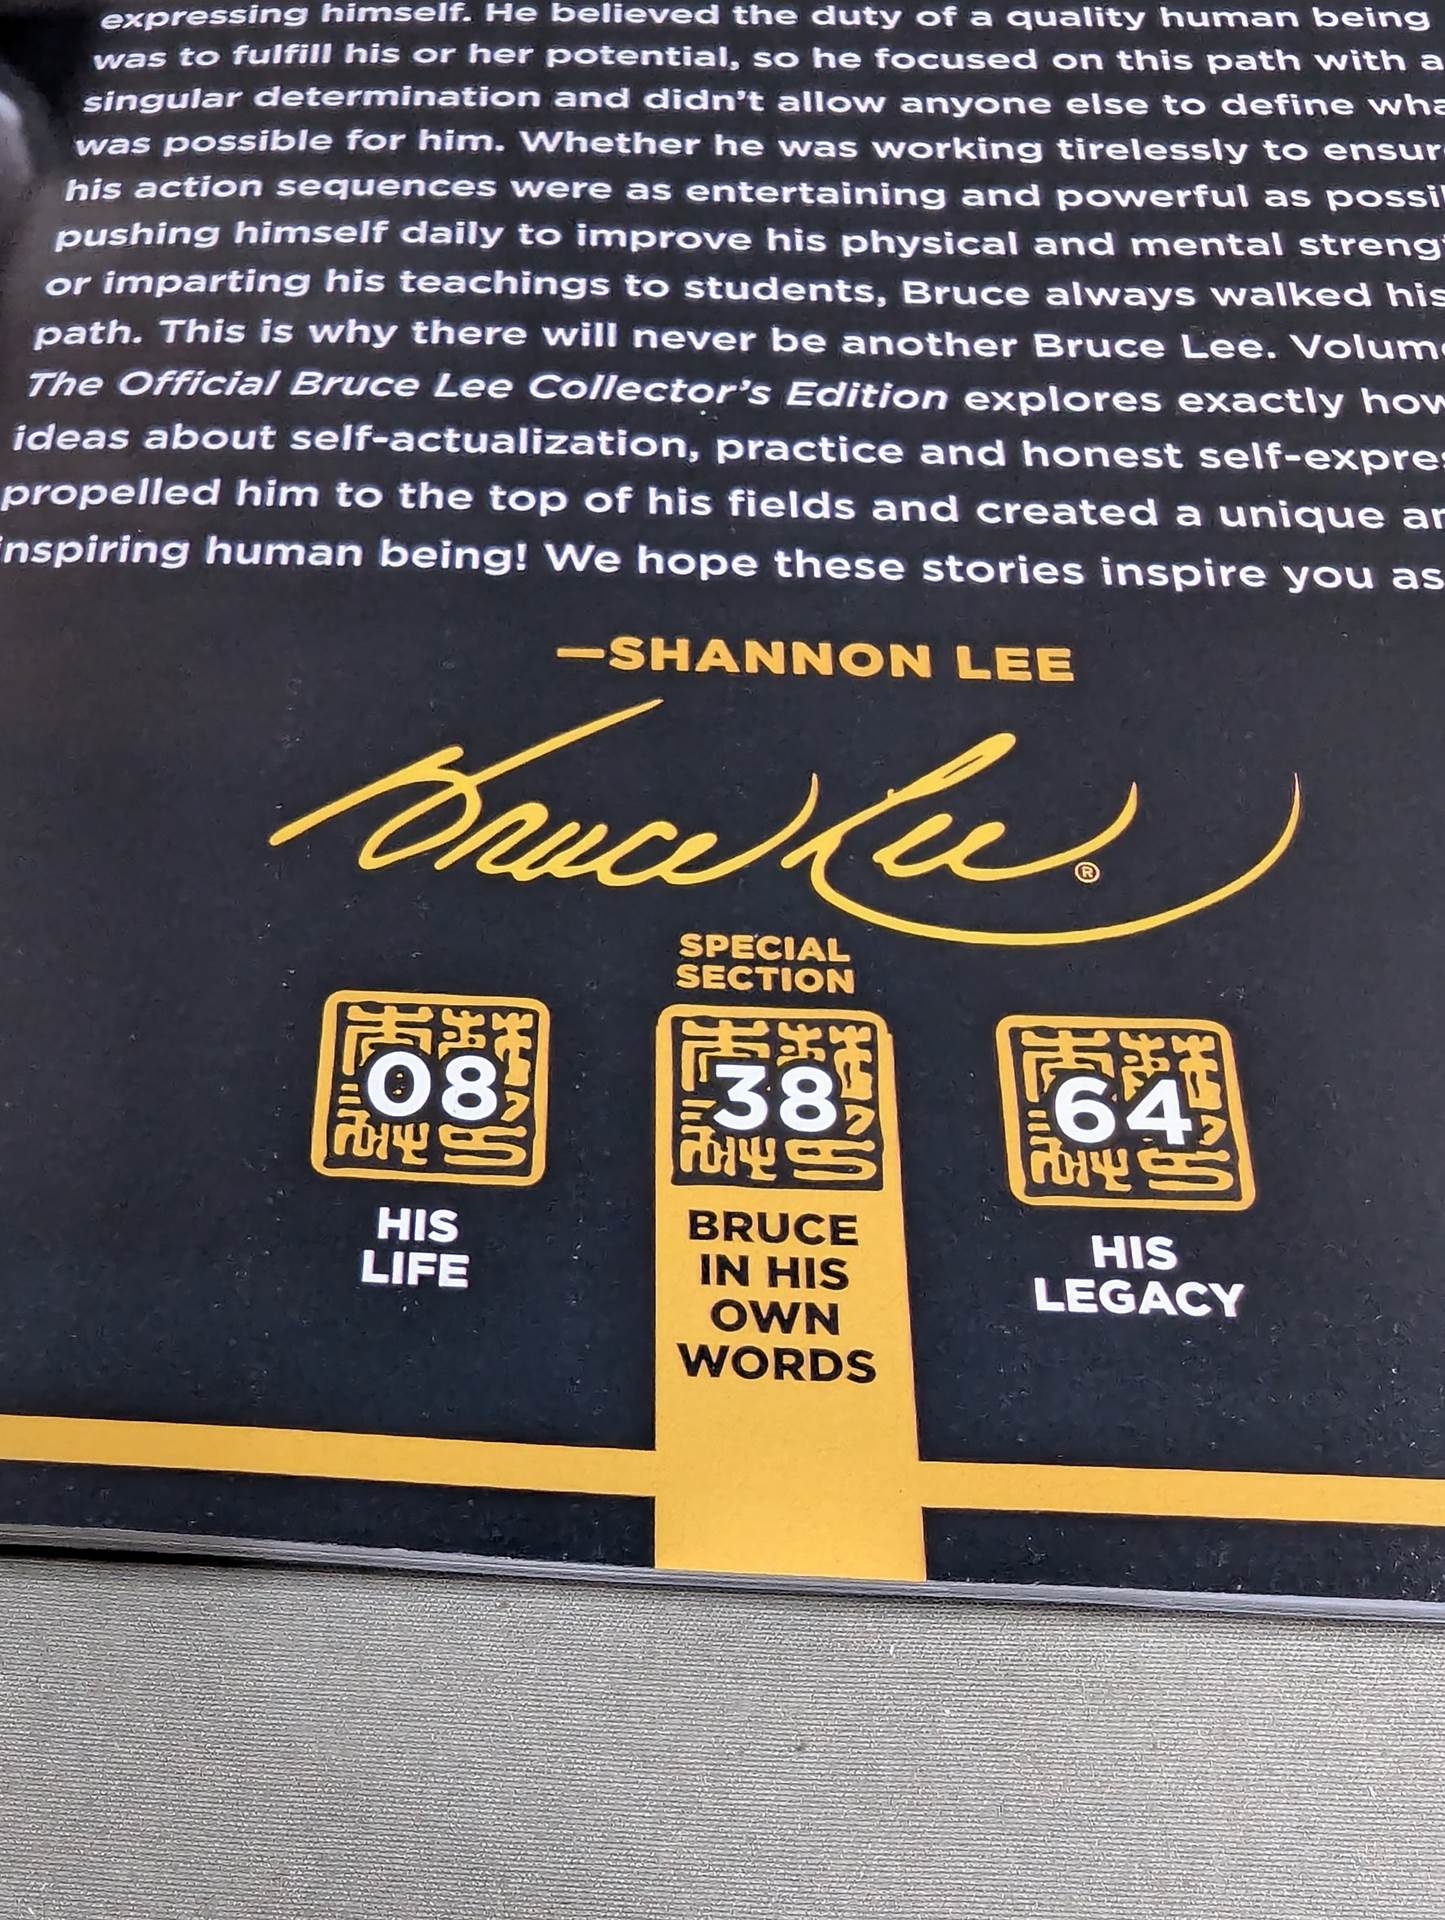 expressing himself. He believed the duty of a quality human being
was to fulfill his or her potential, so he focused on this path with a
singular determination and didn't allow anyone else to define
was possible for him. Whether he was working tirelessly to
his action sequences were as entertaining and powerful as
pushing himself daily to improve his physical and mental
or imparting his teachings to students, Bruce always walked his
path. This is why there will never be another Bruce Lee.
The Official Bruce Lee Collector's Edition explores exactly
ideas about self-actualization, practice and honest
propelled him to the top of his fields and created a unique
inspiring human being! We hope these stories inspire you as
—SHANNON LEE
Bruce Lee®
SPECIAL
SECTION
08
HIS
LIFE
38
BRUCE
IN HIS
OWN
WORDS
64
HIS
LEGACY